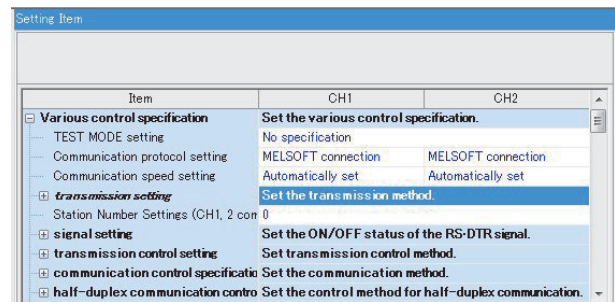 Setting Item
Item CH1 CH2
Various control specification Set the various control specification.
TEST MODE setting No specification
Communication protocol setting MELSOFT connection MELSOFT connection
Communication speed setting Automatically set Automatically set
transmission setting Set the transmission method.
Station Number Settings (CH1, 2 con 0
signal setting Set the ON/OFF status of the RS·DTR signal.
transmission control setting Set transmission control method.
communication control specificatio Set the communication method.
half-duplex communication contro Set the control method for half-duplex communication.